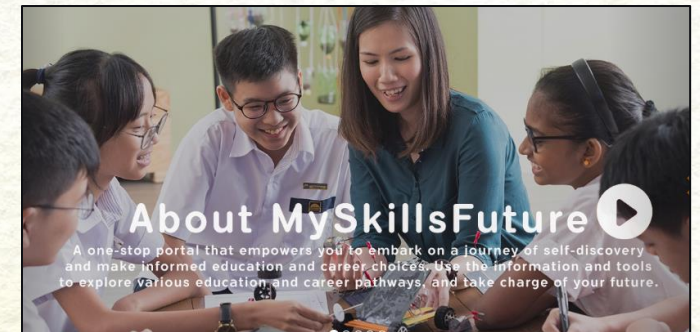 About MySkillsFuture
A one-stop portal that empowers you to embark on a journey of self-discovery
and make informed education and career choices. Use the information and tools
to explore various education and career pathways, and take charge of your future.